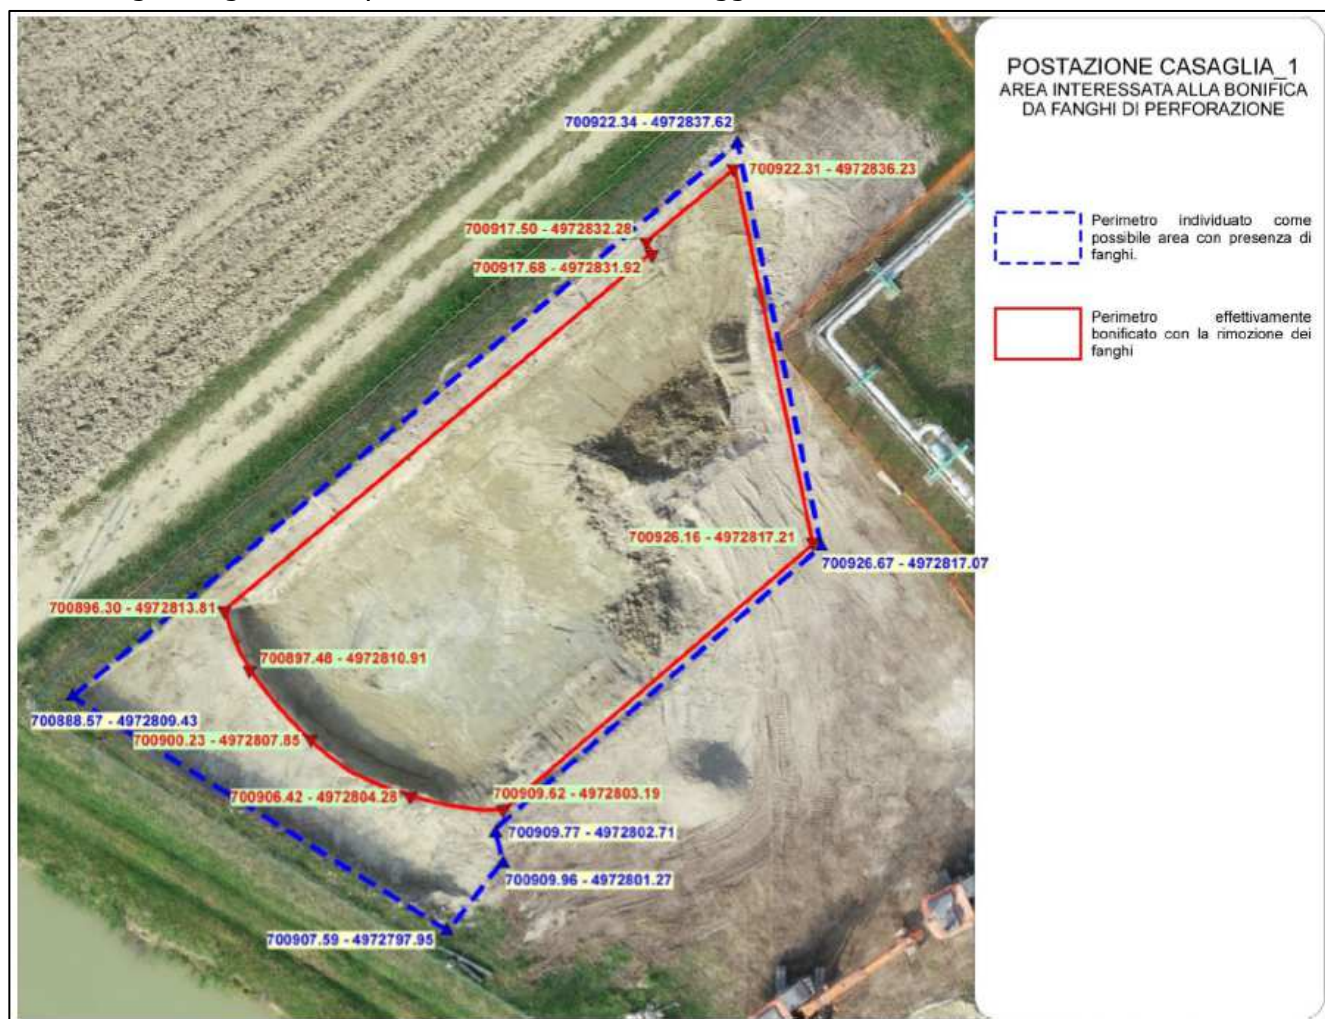 POSTAZIONE CASAGLIA_1
AREA INTERESSATA ALLA BONIFICA
DA FANGHI DI PERFORAZIONE
Perimetro individuato come
possibile area con presenza di
fanghi.
Perimetro effettivamente
bonificato con la rimozione dei
fanghi
700922.34 - 4972837.62
700922.31 - 4972836.23
700917.50 - 4972832.28
700917.68 - 4972831.92
700926.16 - 4972817.21
700926.67 - 4972817.07
700896.30 - 4972813.81
700897.48 - 4972810.91
700888.57 - 4972809.43
700900.23 - 4972807.85
700906.42 - 4972804.28
700909.62 - 4972803.19
700909.77 - 4972802.71
700909.96 - 4972801.27
700907.59 - 4972797.95